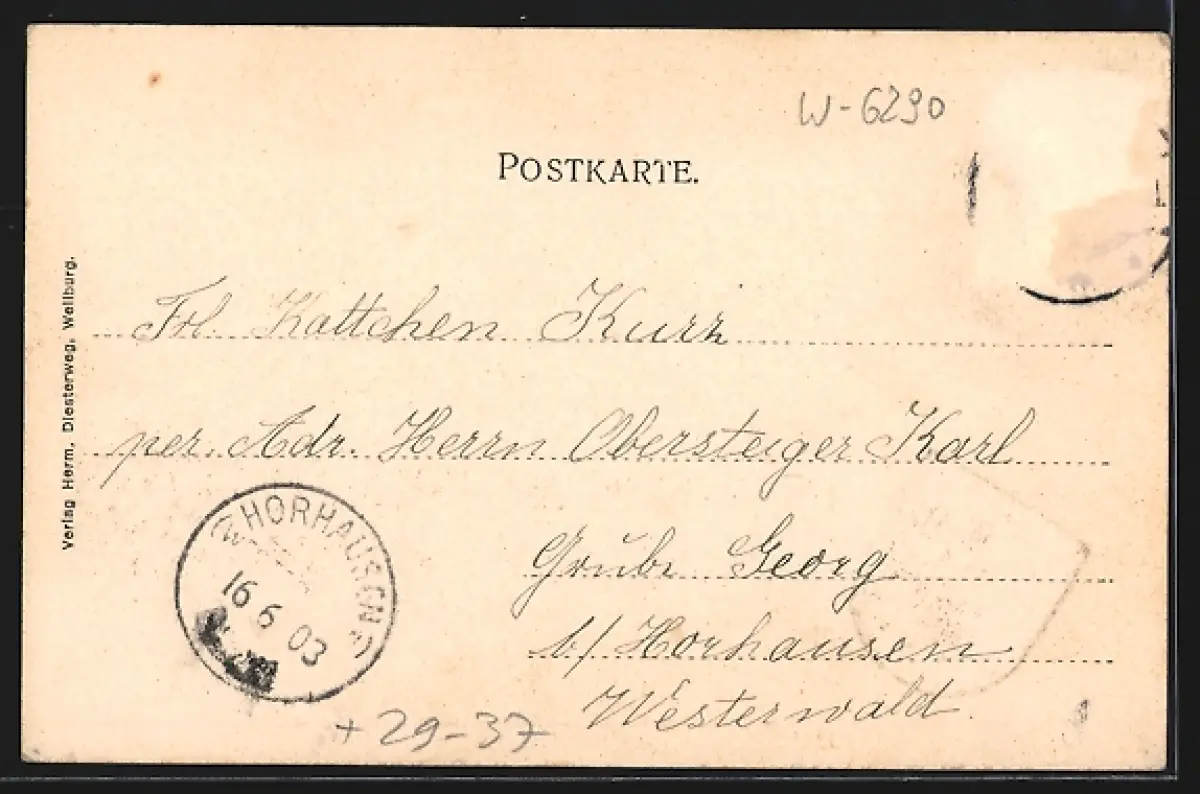 W-6290
POSTKARTE.
Verlag Herm. Diesterweg, Weilburg.
Frl. Kättchen Kurz
per. Adr. Herrn Obersteiger Karl
Grube Georg
b/ Horhausen
Westerwald.
HORHAUSEN
16 6 03
+29-37